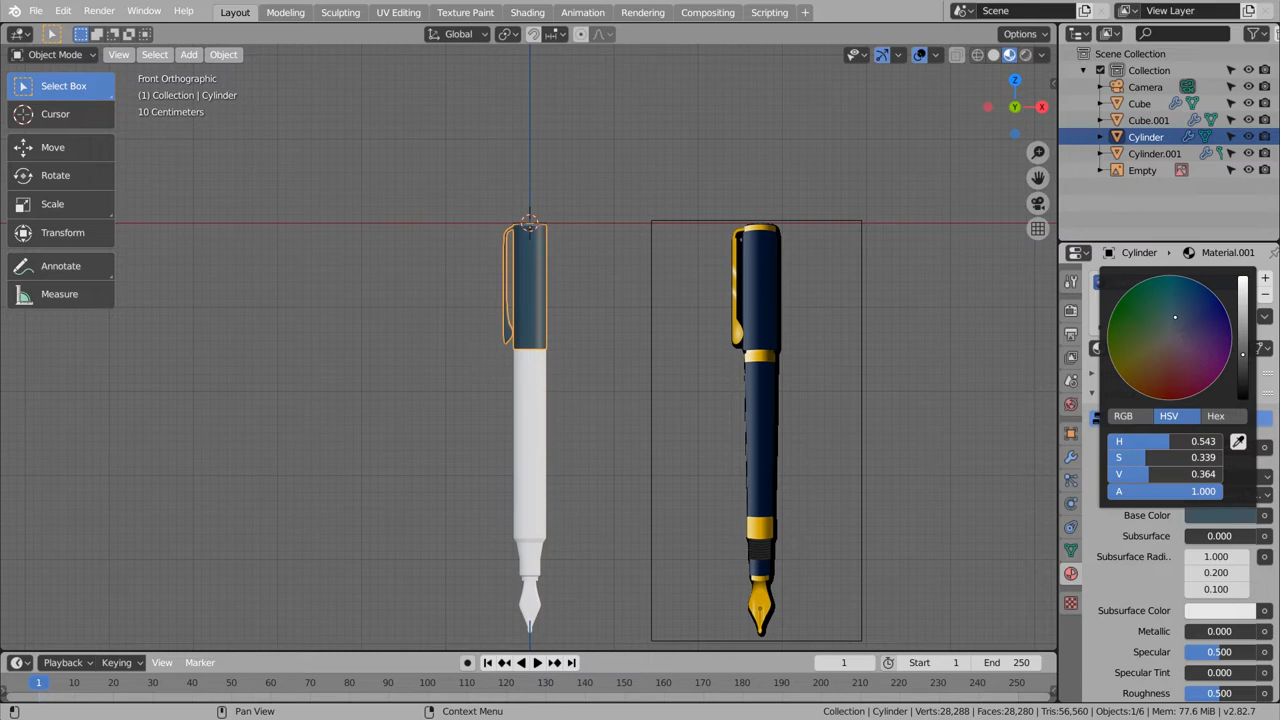 File Edit Render Window Help Layout Modeling Sculpting UV Editing Texture Paint Shading Animation Rendering Compositing Scripting + Scene View Layer
Global Options
Object Mode View Select Add Object
Scene Collection
Collection
Camera
Cube
Cube.001
Cylinder
Cylinder.001
Empty
Select Box
Cursor
Move
Rotate
Scale
Transform
Annotate
Measure
Front Orthographic
(1) Collection | Cylinder
10 Centimeters
Z
Y
X
Cylinder Material.001
RGB HSV Hex
H 0.543
S 0.339
V 0.364
A 1.000
Base Color
Subsurface 0.000
Subsurface Radi.. 1.000
0.200
0.100
Subsurface Color
Metallic 0.000
Specular 0.500
Specular Tint 0.000
Roughness 0.500
Playback Keying View Marker 1 Start 1 End 250
1 10 20 30 40 50 60 70 80 90 100 110 120 130 140 150 160 170 180 190 200 210 220 230 240 250
Pan View Context Menu Collection | Cylinder | Verts:28,288 | Faces:28,280 | Tris:56,560 | Objects:1/6 | Mem: 77.6 MiB | v2.82.7